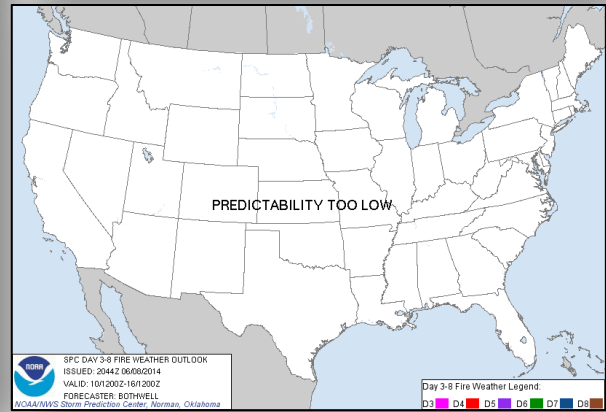 PREDICTABILITY TOO LOW
NOAA
SPC DAY 3-8 FIRE WEATHER OUTLOOK
ISSUED: 2044Z 06/08/2014
VALID: 10/1200Z-16/1200Z
FORECASTER: BOTHWELL
NOAA/NWS Storm Prediction Center, Norman, Oklahoma
Day 3-8 Fire Weather Legend:
D3 D4 D5 D6 D7 D8